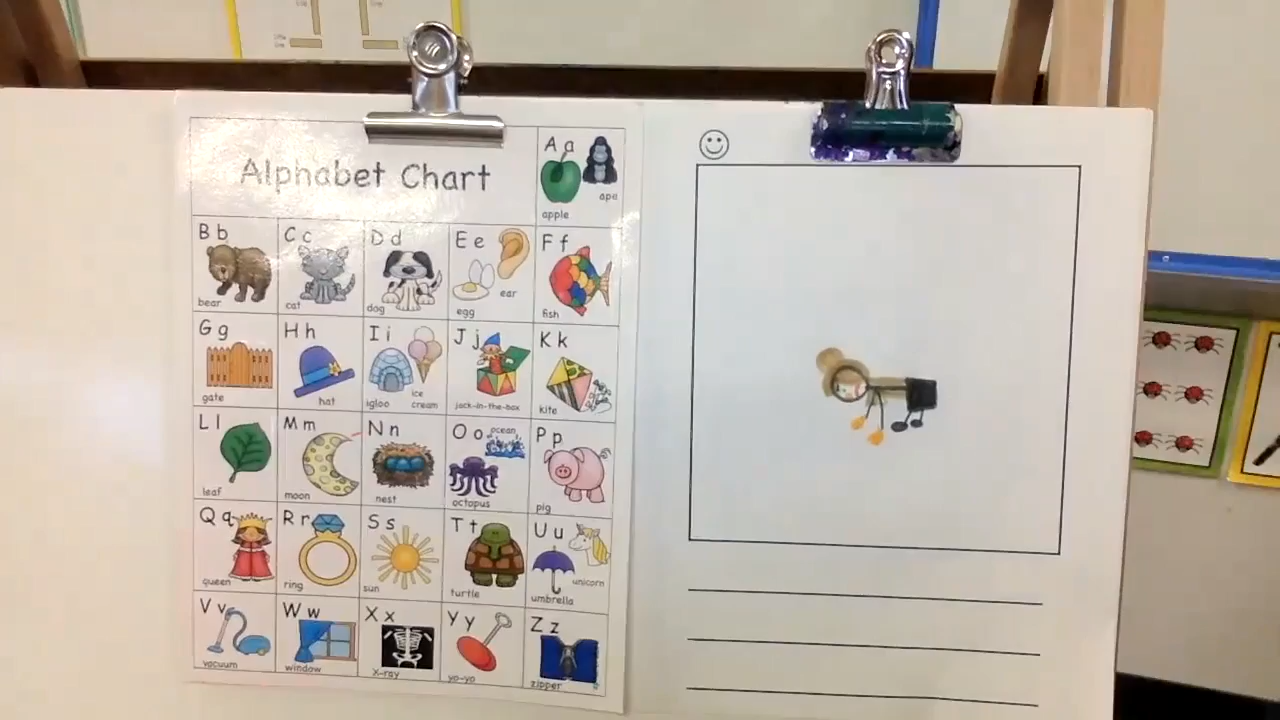 Alphabet Chart
A a
apple
ape
B b
bear
C c
cat
D d
dog
E e
egg
ear
F f
fish
G g
gate
H h
hat
I i
igloo
ice
cream
J j
jack-in-the-box
K k
kite
L l
leaf
M m
moon
N n
nest
O o
ocean
octopus
P p
pig
Q q
queen
R r
ring
S s
sun
T t
turtle
U u
unicorn
umbrella
V v
vacuum
W w
window
X x
x-ray
Y y
yo-yo
Z z
zipper